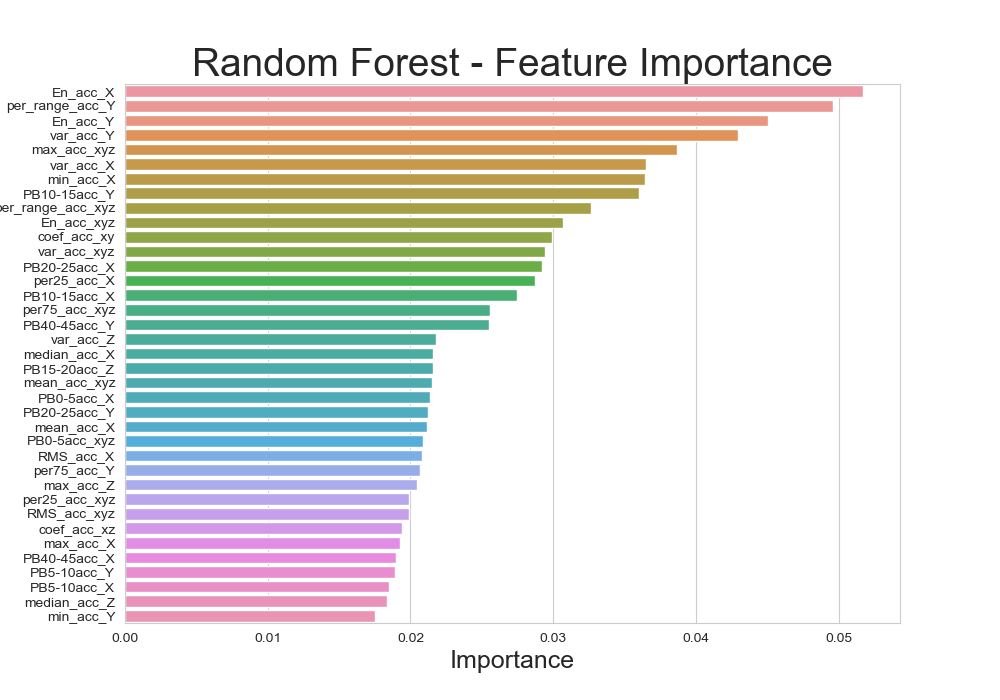 Random Forest - Feature Importance
En_acc_X
per_range_acc_Y
En_acc_Y
var_acc_Y
max_acc_xyz
var_acc_X
min_acc_X
PB10-15acc_Y
per_range_acc_xyz
En_acc_xyz
coef_acc_xy
var_acc_xyz
PB20-25acc_X
per25_acc_X
PB10-15acc_X
per75_acc_xyz
PB40-45acc_Y
var_acc_Z
median_acc_X
PB15-20acc_Z
mean_acc_xyz
PB0-5acc_X
PB20-25acc_Y
mean_acc_X
PB0-5acc_xyz
RMS_acc_X
per75_acc_Y
max_acc_Z
per25_acc_xyz
RMS_acc_xyz
coef_acc_xz
max_acc_X
PB40-45acc_X
PB5-10acc_Y
PB5-10acc_X
median_acc_Z
min_acc_Y
0.00 0.01 0.02 0.03 0.04 0.05
Importance